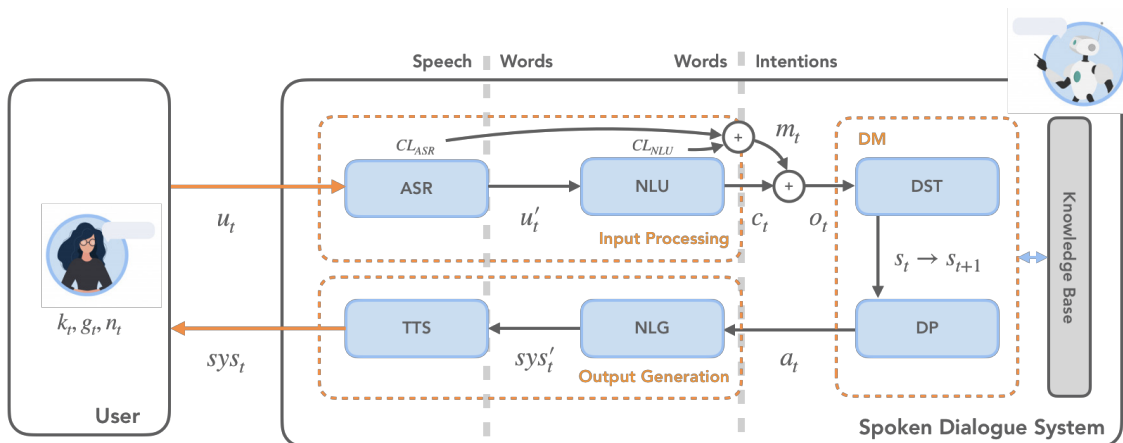 Speech Words Words Intentions
CL_ASR
CL_NLU
+
m_t
DM
ASR
NLU
+
DST
u_t
u'_t
c_t
o_t
Input Processing
s_t → s_{t+1}
Knowledge Base
k_t, g_t, n_t
TTS
NLG
DP
sys_t
sys'_t
a_t
Output Generation
User
Spoken Dialogue System